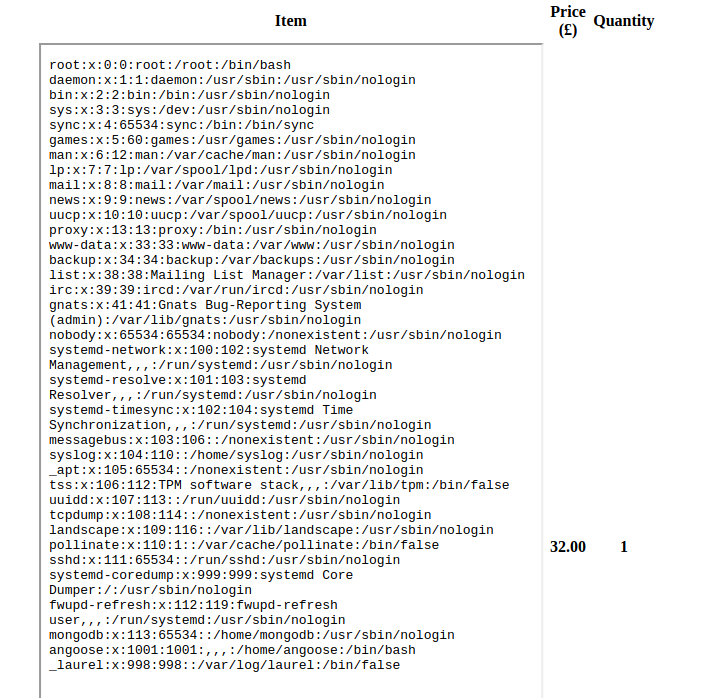 Item
Price
(£)
Quantity
root:x:0:0:root:/root:/bin/bash
daemon:x:1:1:daemon:/usr/sbin:/usr/sbin/nologin
bin:x:2:2:bin:/bin:/usr/sbin/nologin
sys:x:3:3:sys:/dev:/usr/sbin/nologin
sync:x:4:65534:sync:/bin:/bin/sync
games:x:5:60:games:/usr/games:/usr/sbin/nologin
man:x:6:12:man:/var/cache/man:/usr/sbin/nologin
lp:x:7:7:lp:/var/spool/lpd:/usr/sbin/nologin
mail:x:8:8:mail:/var/mail:/usr/sbin/nologin
news:x:9:9:news:/var/spool/news:/usr/sbin/nologin
uucp:x:10:10:uucp:/var/spool/uucp:/usr/sbin/nologin
proxy:x:13:13:proxy:/bin:/usr/sbin/nologin
www-data:x:33:33:www-data:/var/www:/usr/sbin/nologin
backup:x:34:34:backup:/var/backups:/usr/sbin/nologin
list:x:38:38:Mailing List Manager:/var/list:/usr/sbin/nologin
irc:x:39:39:ircd:/var/run/ircd:/usr/sbin/nologin
gnats:x:41:41:Gnats Bug-Reporting System
(admin):/var/lib/gnats:/usr/sbin/nologin
nobody:x:65534:65534:nobody:/nonexistent:/usr/sbin/nologin
systemd-network:x:100:102:systemd Network
Management,,,:/run/systemd:/usr/sbin/nologin
systemd-resolve:x:101:103:systemd
Resolver,,,:/run/systemd:/usr/sbin/nologin
systemd-timesync:x:102:104:systemd Time
Synchronization,,,:/run/systemd:/usr/sbin/nologin
messagebus:x:103:106::/nonexistent:/usr/sbin/nologin
syslog:x:104:110::/home/syslog:/usr/sbin/nologin
_apt:x:105:65534::/nonexistent:/usr/sbin/nologin
tss:x:106:112:TPM software stack,,,:/var/lib/tpm:/bin/false
uuidd:x:107:113::/run/uuidd:/usr/sbin/nologin
tcpdump:x:108:114::/nonexistent:/usr/sbin/nologin
landscape:x:109:116::/var/lib/landscape:/usr/sbin/nologin
pollinate:x:110:1::/var/cache/pollinate:/bin/false
sshd:x:111:65534::/run/sshd:/usr/sbin/nologin
systemd-coredump:x:999:999:systemd Core
Dumper:/:/usr/sbin/nologin
fwupd-refresh:x:112:119:fwupd-refresh
user,,,:/run/systemd:/usr/sbin/nologin
mongodb:x:113:65534::/home/mongodb:/usr/sbin/nologin
angoose:x:1001:1001:,,,:/home/angoose:/bin/bash
_laurel:x:998:998::/var/log/laurel:/bin/false
32.00
1